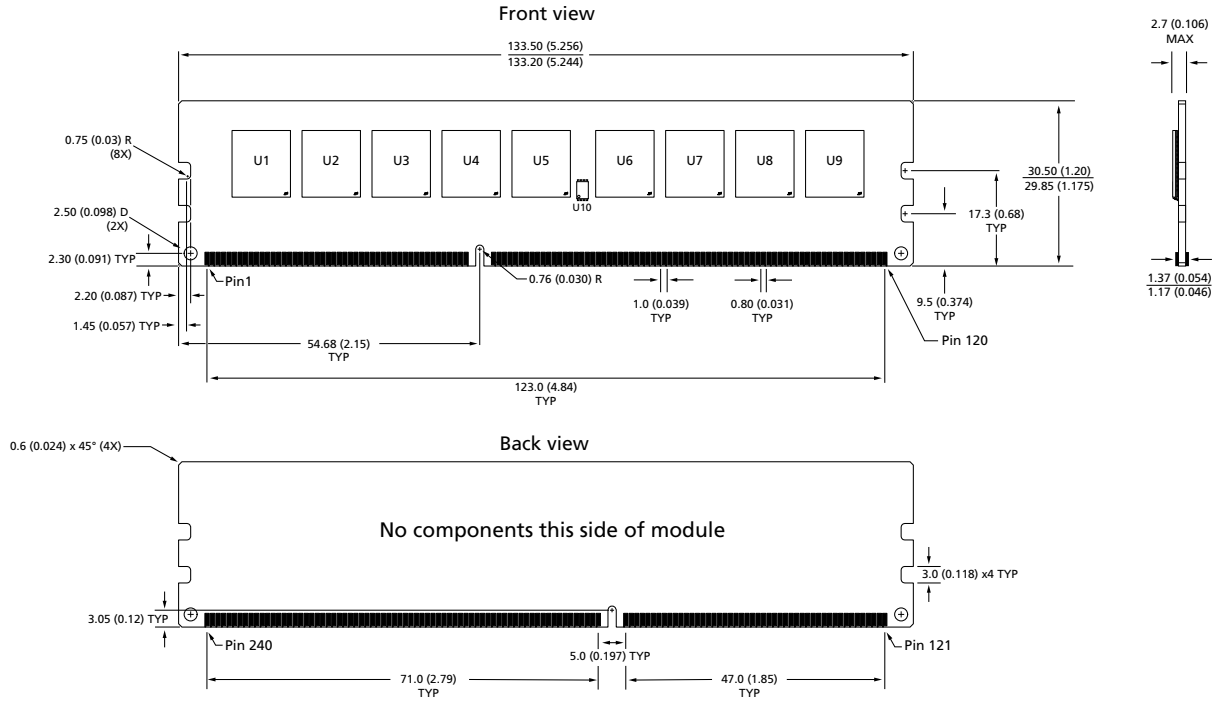 Front view
133.50 (5.256)
133.20 (5.244)
2.7 (0.106)
MAX
0.75 (0.03) R
(8X)
U1
U2
U3
U4
U5
U6
U7
U8
U9
U10
30.50 (1.20)
29.85 (1.175)
2.50 (0.098) D
(2X)
17.3 (0.68)
TYP
2.30 (0.091) TYP
Pin1
0.76 (0.030) R
2.20 (0.087) TYP
1.0 (0.039)
TYP
0.80 (0.031)
TYP
9.5 (0.374)
TYP
1.37 (0.054)
1.17 (0.046)
1.45 (0.057) TYP
54.68 (2.15)
TYP
Pin 120
123.0 (4.84)
TYP
0.6 (0.024) x 45° (4X)
Back view
No components this side of module
3.0 (0.118) x4 TYP
3.05 (0.12) TYP
Pin 240
5.0 (0.197) TYP
Pin 121
71.0 (2.79)
TYP
47.0 (1.85)
TYP